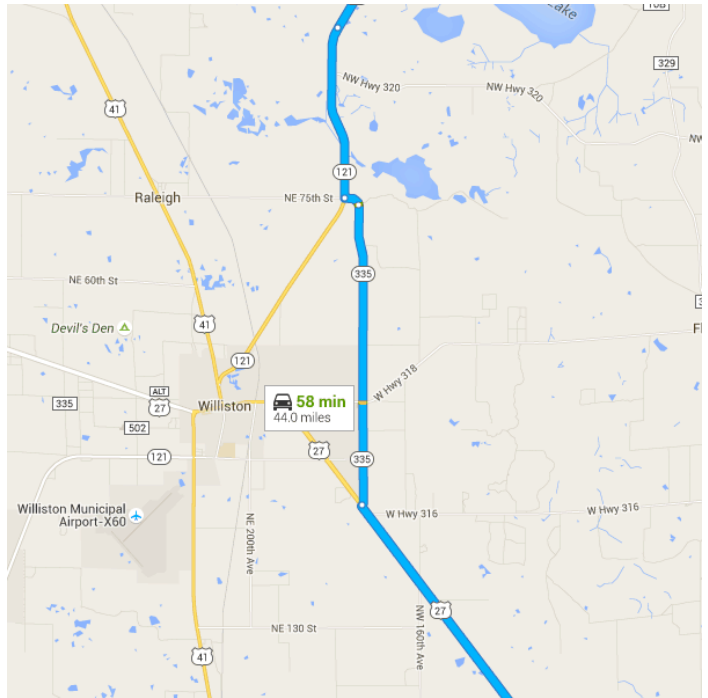 Lake
10B
329
NW Hwy 320
NW Hwy 320
NW
41
121
Raleigh
NE 75th St
335
NE 60th St
41
Devil's Den
121
W Hwy 318
ALT
27
335
Williston
58 min
44.0 miles
502
27
121
335
Williston Municipal
Airport-X60
W Hwy 316
W Hwy 316
NE 200th Ave
27
NW 160th Ave
NE 130 St
41